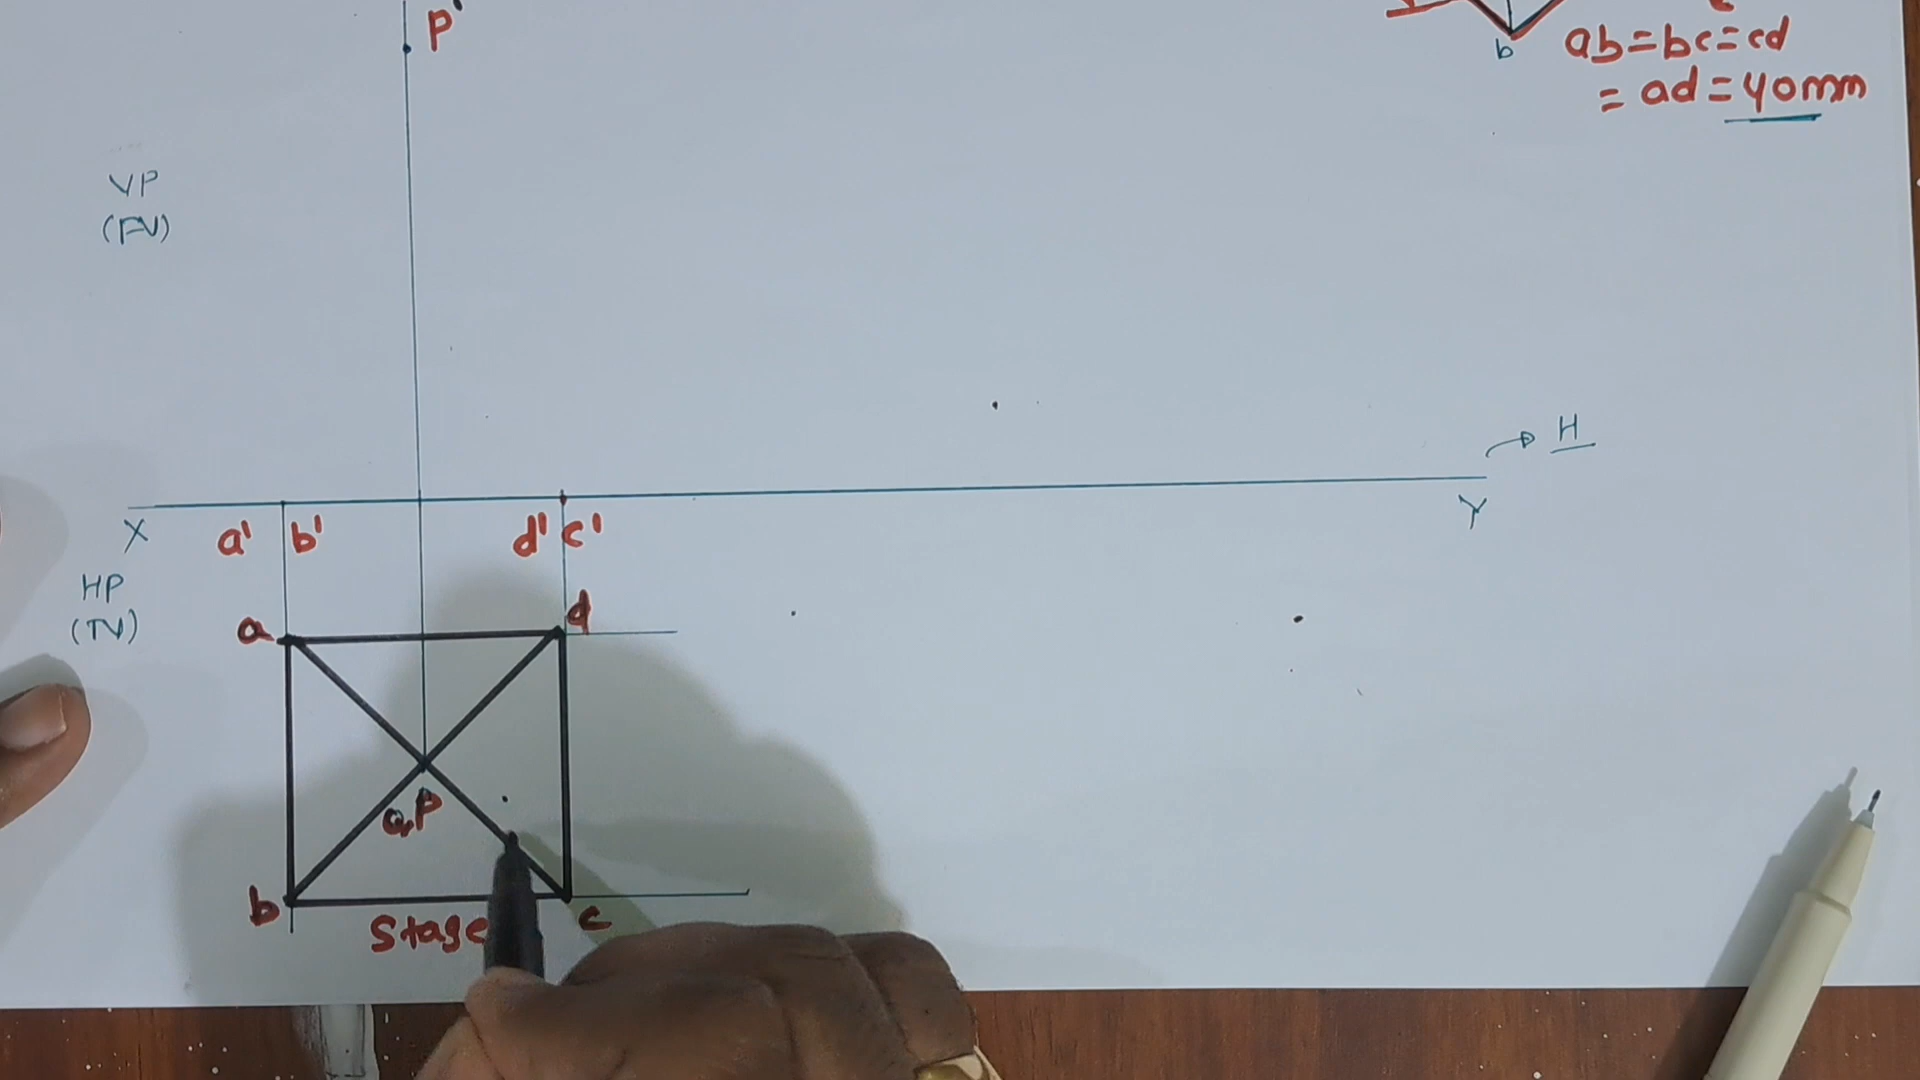 p'
b
ab=bc=cd
= ad=40mm
VP
(FV)
H
X
Y
a' b'
d' c'
HP
(TV)
a
d
o,p
b
c
Stage